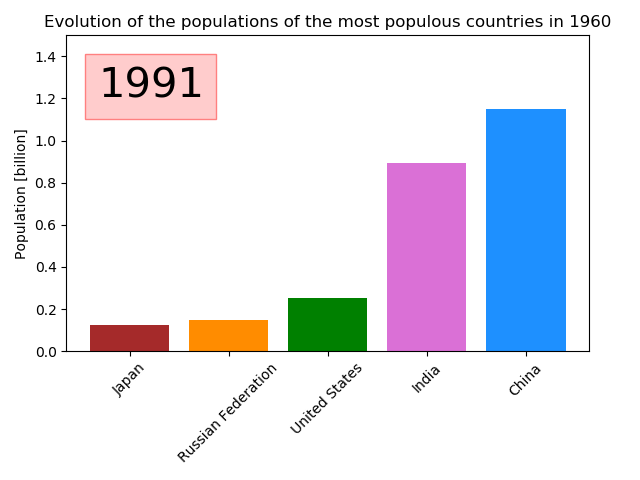 Evolution of the populations of the most populous countries in 1960
1991
Population [billion]
1.4
1.2
1.0
0.8
0.6
0.4
0.2
0.0
Japan
Russian Federation
United States
India
China